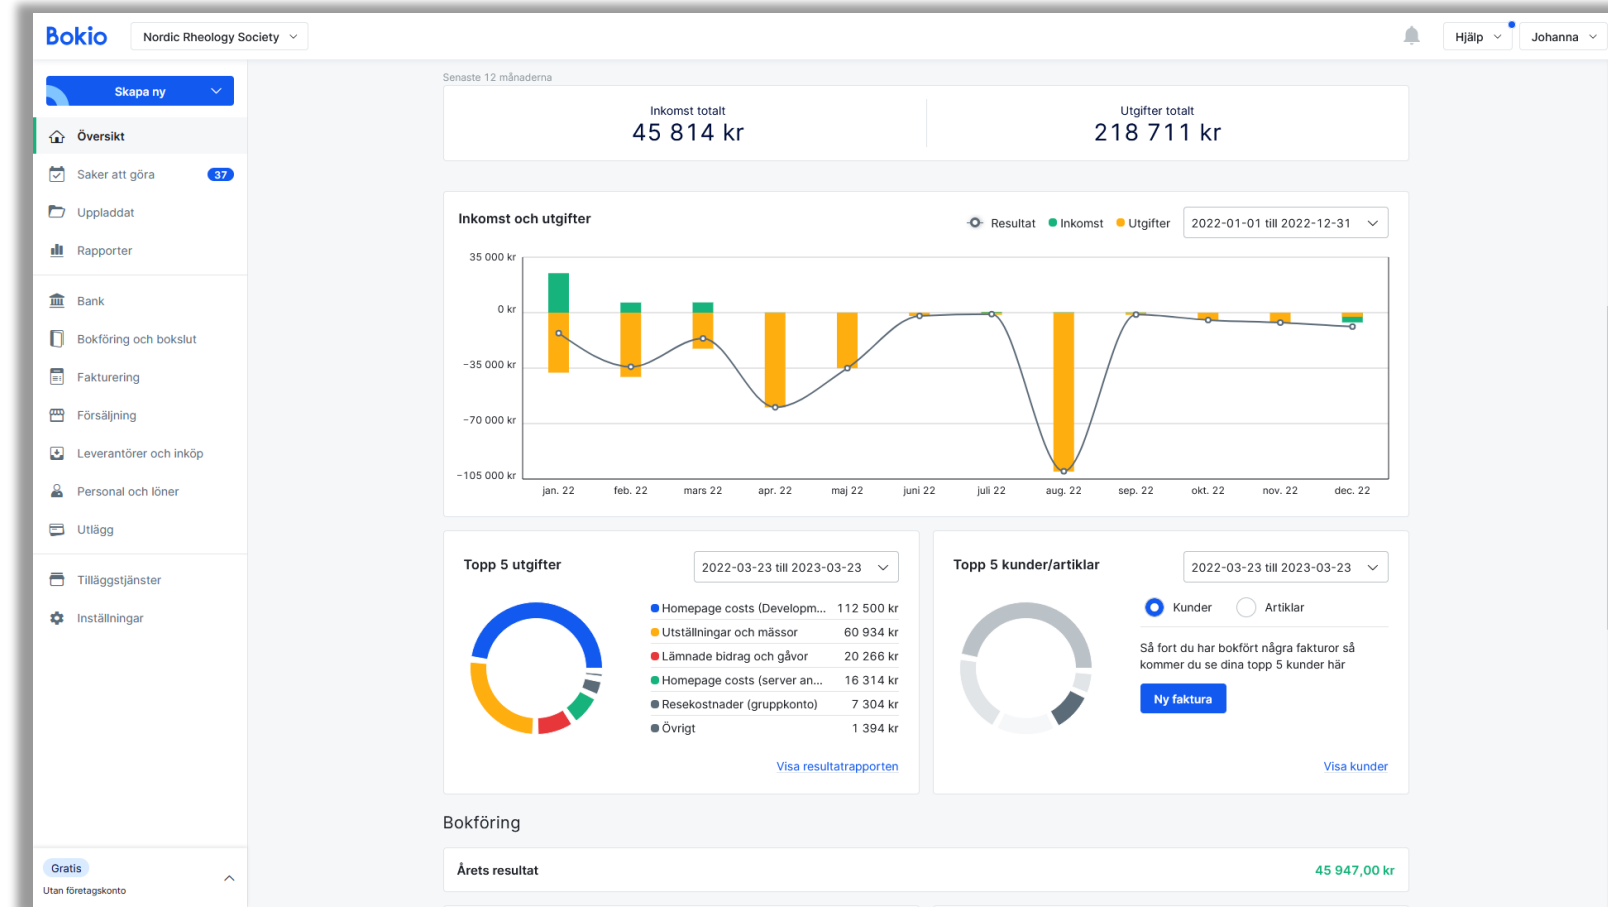 Bokio
Nordic Rheology Society
Hjälp
Johanna
Skapa ny
Översikt
Saker att göra 37
Uppladdat
Rapporter
Bank
Bokföring och bokslut
Fakturering
Försäljning
Leverantörer och inköp
Personal och löner
Utlägg
Tilläggstjänster
Inställningar
Gratis
Utan företagskonto
Senaste 12 månaderna
Inkomst totalt
45 814 kr
Utgifter totalt
218 711 kr
Inkomst och utgifter
Resultat Inkomst Utgifter
2022-01-01 till 2022-12-31
35 000 kr
0 kr
−35 000 kr
−70 000 kr
−105 000 kr
jan. 22 feb. 22 mars 22 apr. 22 maj 22 juni 22 juli 22 aug. 22 sep. 22 okt. 22 nov. 22 dec. 22
Topp 5 utgifter
2022-03-23 till 2023-03-23
Homepage costs (Developm... 112 500 kr
Utställningar och mässor 60 934 kr
Lämnade bidrag och gåvor 20 266 kr
Homepage costs (server an... 16 314 kr
Resekostnader (gruppkonto) 7 304 kr
Övrigt 1 394 kr
Visa resultatrapporten
Topp 5 kunder/artiklar
2022-03-23 till 2023-03-23
Kunder Artiklar
Så fort du har bokfört några fakturor så
kommer du se dina topp 5 kunder här
Ny faktura
Visa kunder
Bokföring
Årets resultat 45 947,00 kr